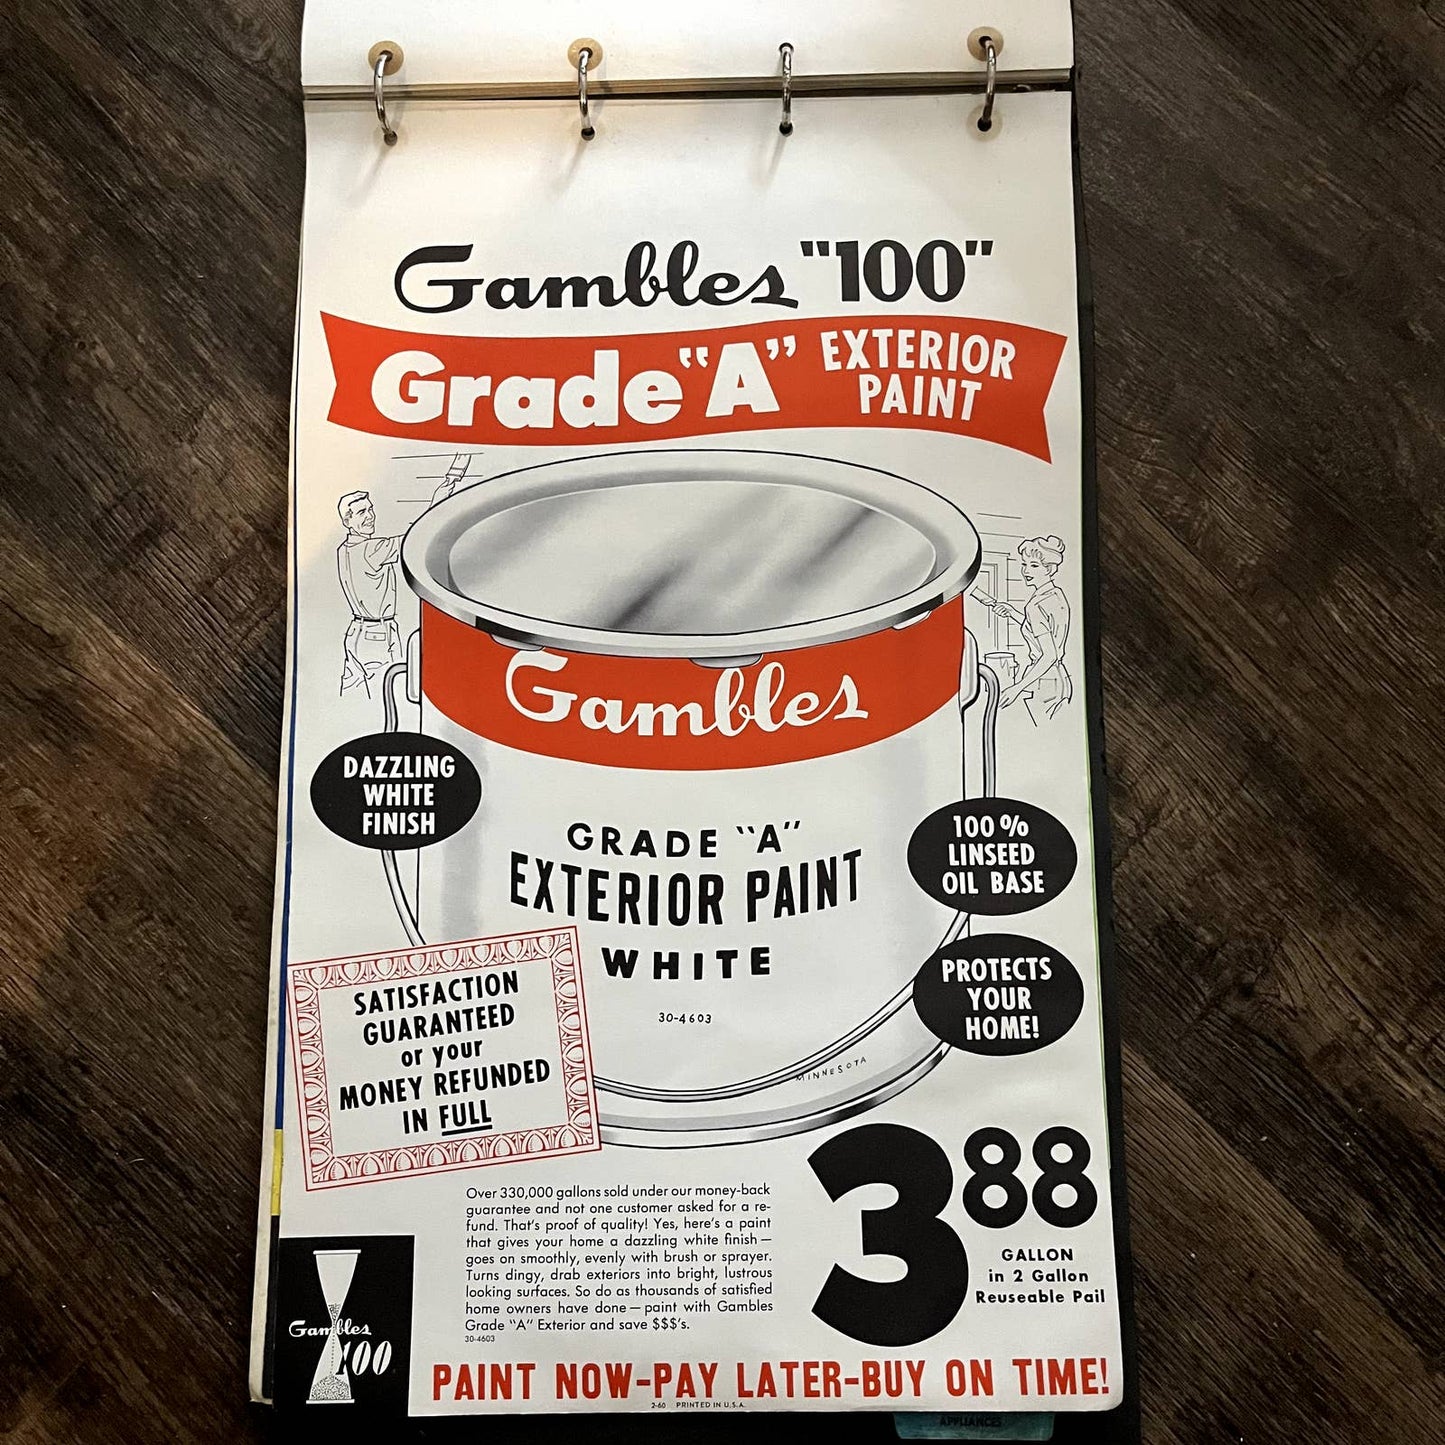 Gambles "100"
Grade "A" EXTERIOR
PAINT
Gambles
DAZZLING
WHITE
FINISH
GRADE "A"
EXTERIOR PAINT
WHITE
30-4603
MINNESOTA
100%
LINSEED
OIL BASE
PROTECTS
YOUR
HOME!
SATISFACTION
GUARANTEED
or your
MONEY REFUNDED
IN FULL
Over 330,000 gallons sold under our money-back
guarantee and not one customer asked for a re-
fund. That's proof of quality! Yes, here's a paint
that gives your home a dazzling white finish —
goes on smoothly, evenly with brush or sprayer.
Turns dingy, drab exteriors into bright, lustrous
looking surfaces. So do as thousands of satisfied
home owners have done — paint with Gambles
Grade "A" Exterior and save $$$'s.
30-4603
388
GALLON
in 2 Gallon
Reuseable Pail
Gambles
100
PAINT NOW-PAY LATER-BUY ON TIME!
2-60 PRINTED IN U.S.A.
APPLIANCES